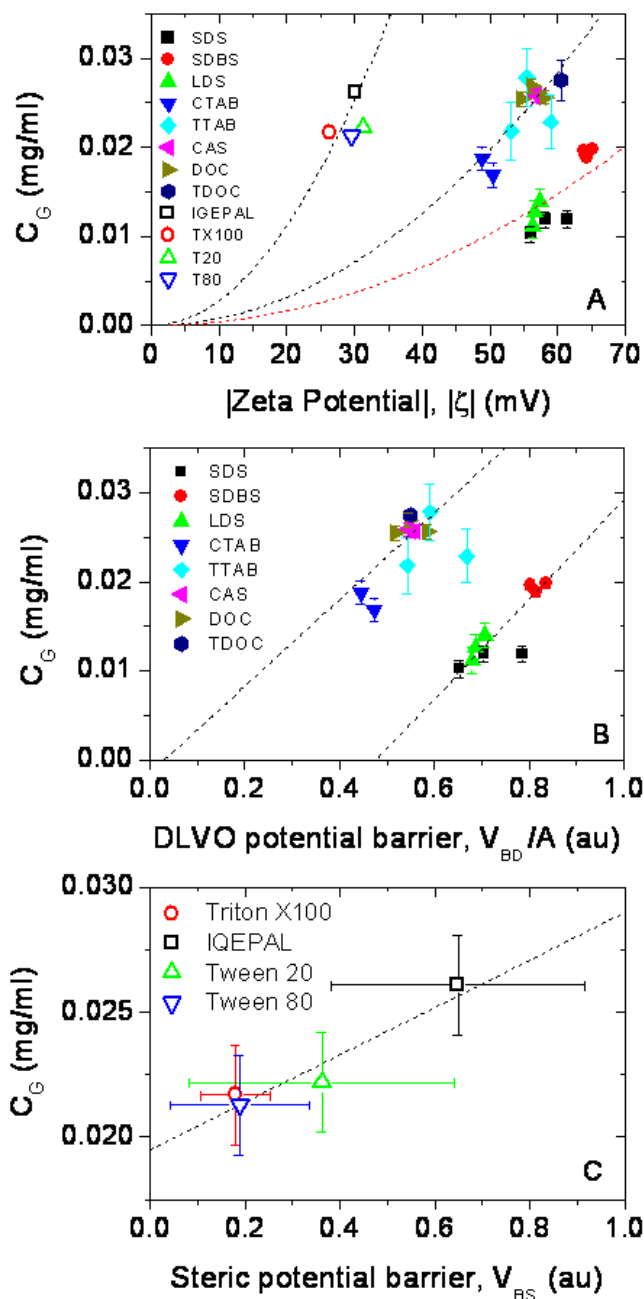 SDS
SDBS
LDS
CTAB
TTAB
CAS
DOC
TDOC
IGEPAL
TX100
T20
T80
0.03
0.02
0.01
0.00
C_G (mg/ml)
A
0 10 20 30 40 50 60 70
|Zeta Potential|, |ζ| (mV)
SDS
SDBS
LDS
CTAB
TTAB
CAS
DOC
TDOC
0.03
0.02
0.01
0.00
C_G (mg/ml)
B
0.0 0.2 0.4 0.6 0.8 1.0
DLVO potential barrier, V_BD/A (au)
Triton X100
IQEPAL
Tween 20
Tween 80
0.030
0.025
0.020
C_G (mg/ml)
C
0.0 0.2 0.4 0.6 0.8 1.0
Steric potential barrier, V_BS (au)